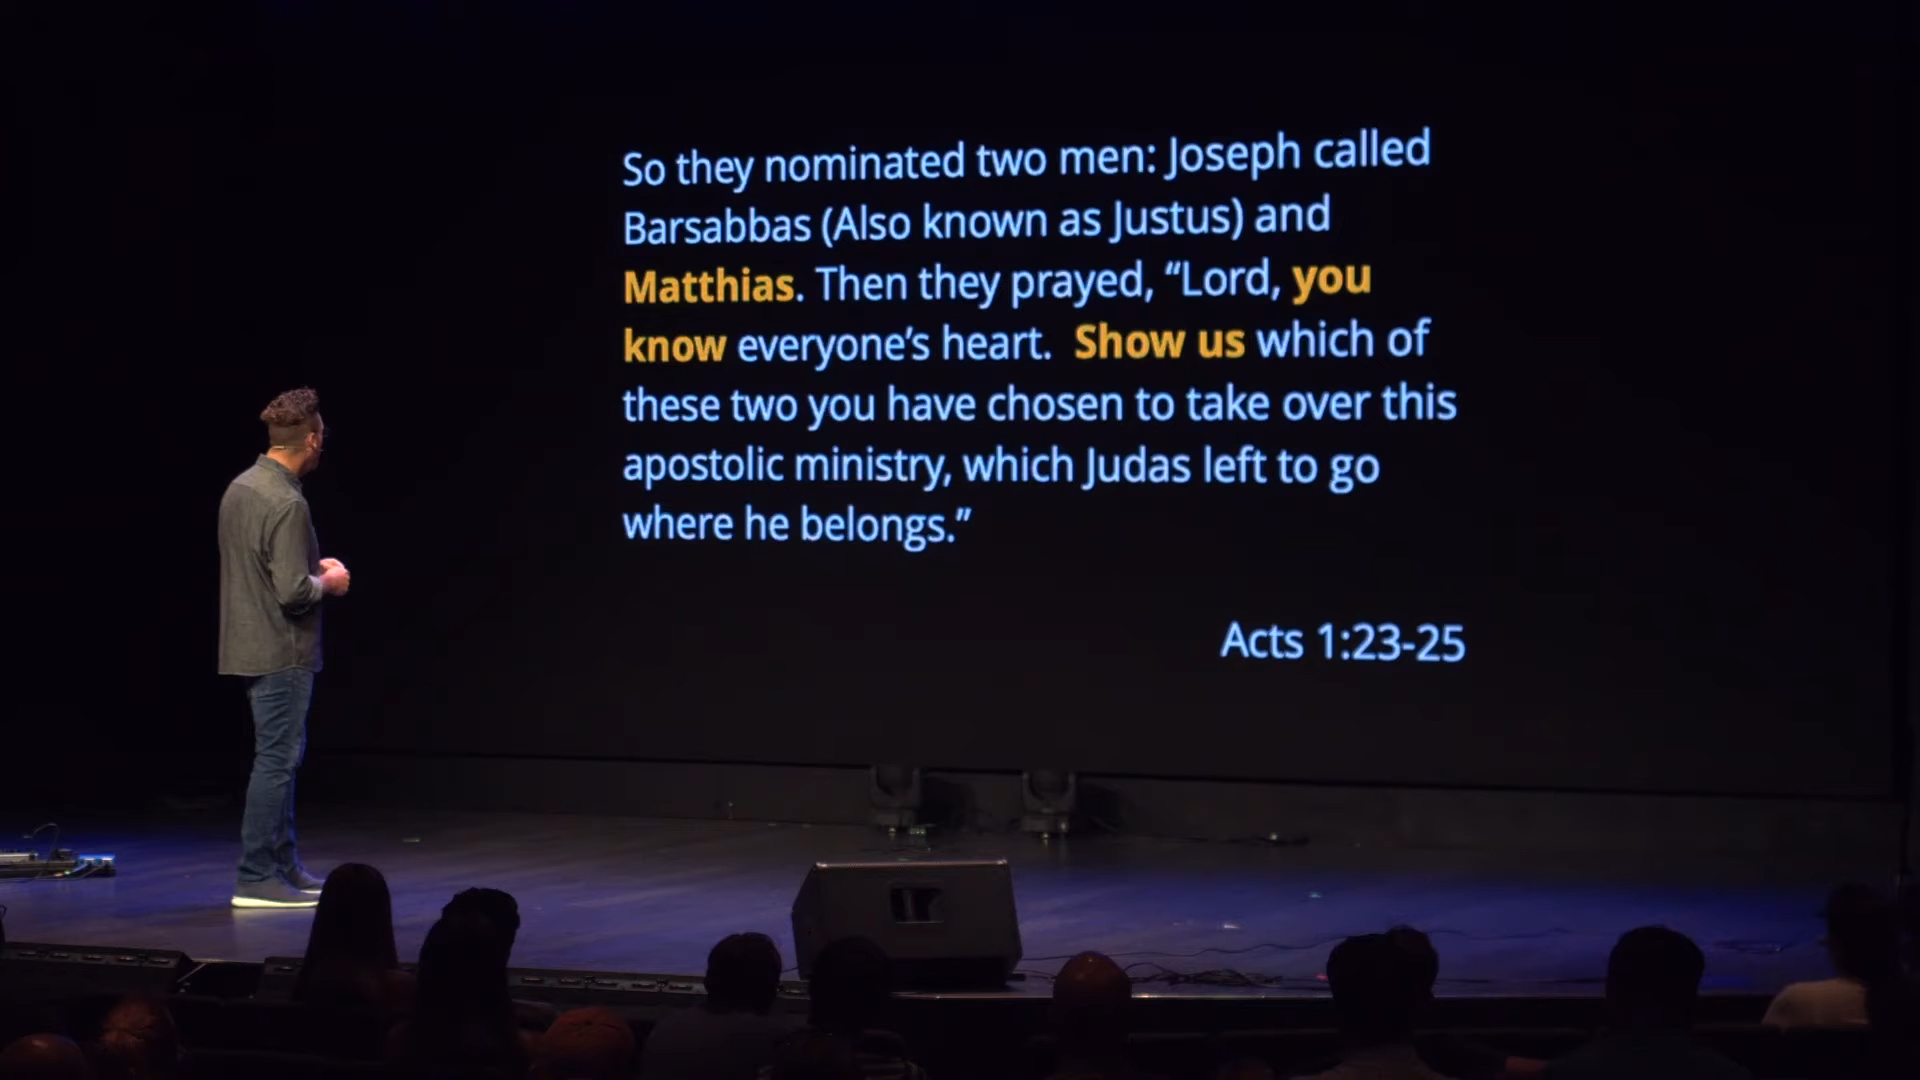 So they nominated two men: Joseph called
Barsabbas (Also known as Justus) and
Matthias. Then they prayed, “Lord, you
know everyone’s heart.  Show us which of
these two you have chosen to take over this
apostolic ministry, which Judas left to go
where he belongs.”
Acts 1:23-25